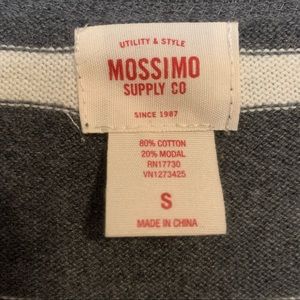 UTILITY & STYLE
MOSSIMO
SUPPLY CO
SINCE 1987
80% COTTON
20% MODAL
RN17730
VN1273425
S
MADE IN CHINA